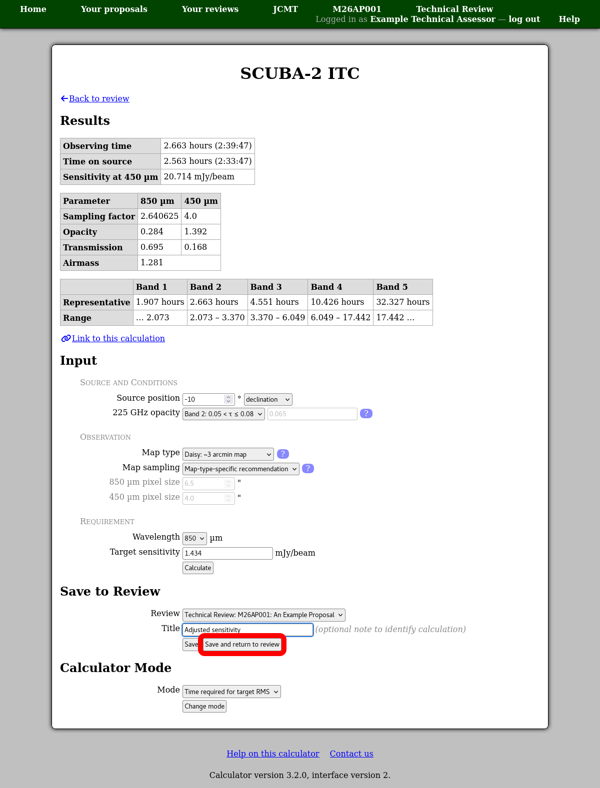 Home Your proposals Your reviews JCMT M26AP001 Technical Review
Logged in as Example Technical Assessor — log out Help
SCUBA-2 ITC
Back to review
Results
Observing time 2.663 hours (2:39:47)
Time on source 2.563 hours (2:33:47)
Sensitivity at 450 µm 20.714 mJy/beam
Parameter 850 µm 450 µm
Sampling factor 2.640625 4.0
Opacity 0.284 1.392
Transmission 0.695 0.168
Airmass 1.281
Band 1 Band 2 Band 3 Band 4 Band 5
Representative 1.907 hours 2.663 hours 4.551 hours 10.426 hours 32.327 hours
Range ... 2.073 2.073 – 3.370 3.370 – 6.049 6.049 – 17.442 17.442 ...
Link to this calculation
Input
Source and Conditions
Source position -10 ° declination
225 GHz opacity Band 2: 0.05 < τ ≤ 0.08 0.065 ?
Observation
Map type Daisy: ~3 arcmin map ?
Map sampling Map-type-specific recommendation ?
850 µm pixel size 6.5 "
450 µm pixel size 4.0 "
Requirement
Wavelength 850 µm
Target sensitivity 1.434 mJy/beam
Calculate
Save to Review
Review Technical Review: M26AP001: An Example Proposal
Title Adjusted sensitivity (optional note to identify calculation)
Save Save and return to review
Calculator Mode
Mode Time required for target RMS
Change mode
Help on this calculator Contact us
Calculator version 3.2.0, interface version 2.